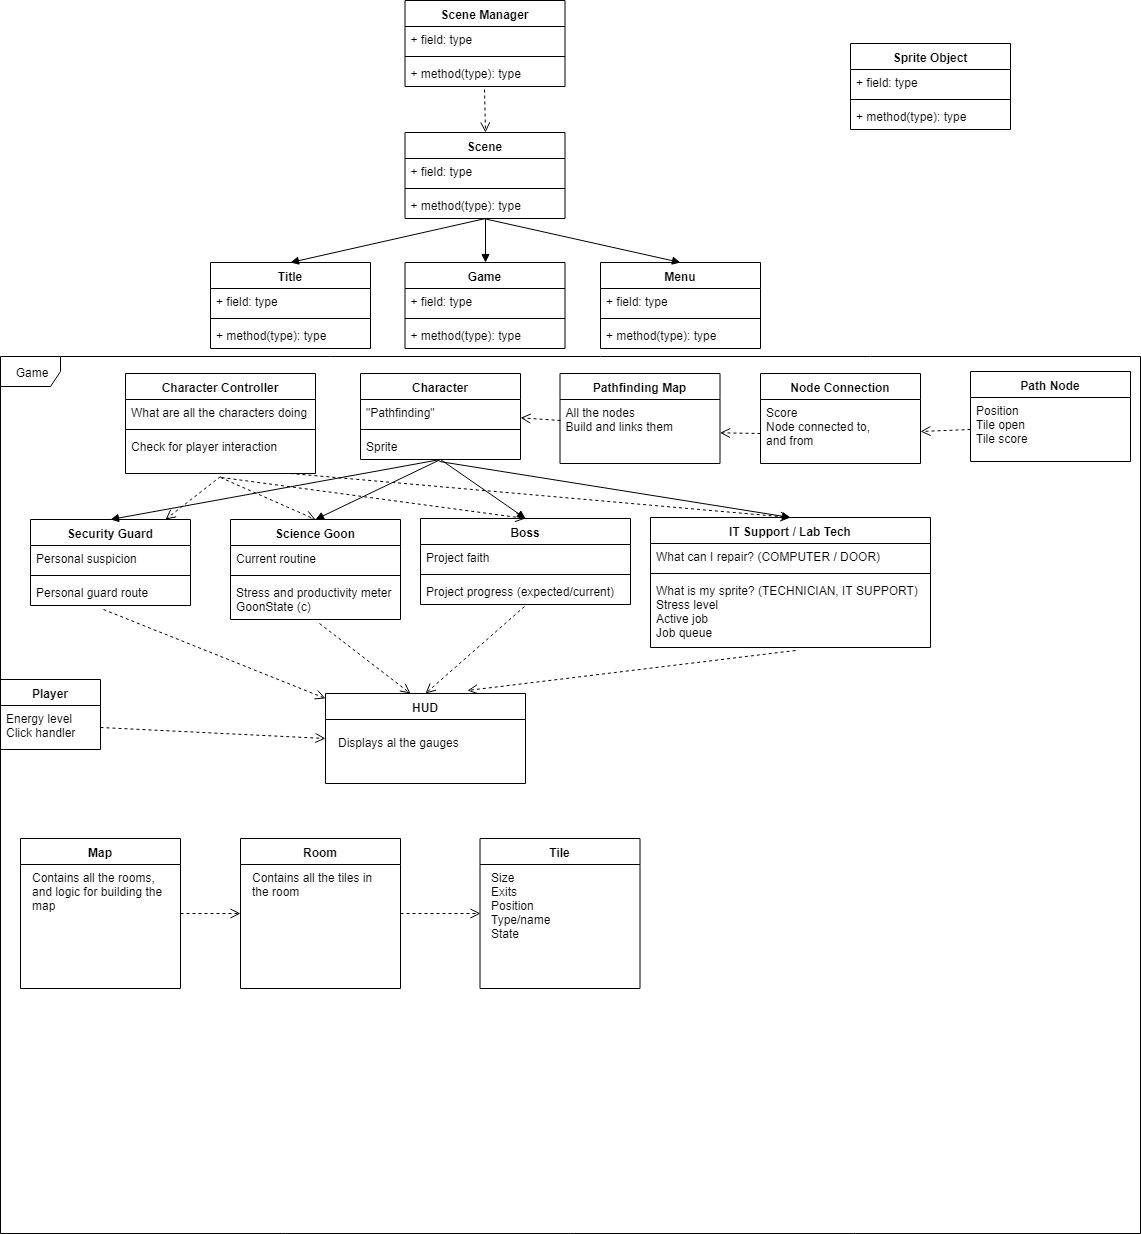 Scene Manager
+ field: type
+ method(type): type
Sprite Object
+ field: type
+ method(type): type
Scene
+ field: type
+ method(type): type
Title
+ field: type
+ method(type): type
Game
+ field: type
+ method(type): type
Menu
+ field: type
+ method(type): type
Game
Character Controller
What are all the characters doing
Check for player interaction
Character
"Pathfinding"
Sprite
Pathfinding Map
All the nodes
Build and links them
Node Connection
Score
Node connected to,
and from
Path Node
Position
Tile open
Tile score
Security Guard
Personal suspicion
Personal guard route
Science Goon
Current routine
Stress and productivity meter
GoonState (c)
Boss
Project faith
Project progress (expected/current)
IT Support / Lab Tech
What can I repair? (COMPUTER / DOOR)
What is my sprite? (TECHNICIAN, IT SUPPORT)
Stress level
Active job
Job queue
Player
Energy level
Click handler
HUD
Displays al the gauges
Map
Contains all the rooms,
and logic for building the
map
Room
Contains all the tiles in
the room
Tile
Size
Exits
Position
Type/name
State